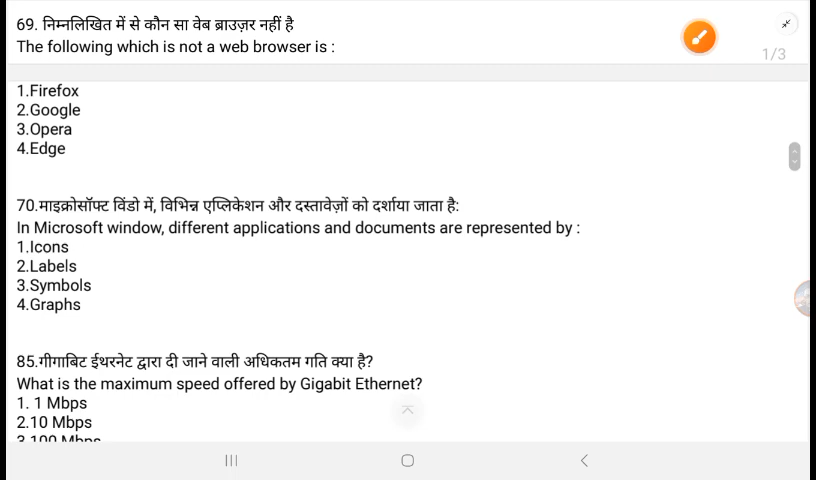 69. निम्नलिखित में से कौन सा वेब ब्राउज़र नहीं है
The following which is not a web browser is :
1/3
1.Firefox
2.Google
3.Opera
4.Edge
70.माइक्रोसॉफ्ट विंडो में, विभिन्न एप्लिकेशन और दस्तावेज़ों को दर्शाया जाता है:
In Microsoft window, different applications and documents are represented by :
1.Icons
2.Labels
3.Symbols
4.Graphs
85.गीगाबिट ईथरनेट द्वारा दी जाने वाली अधिकतम गति क्या है?
What is the maximum speed offered by Gigabit Ethernet?
1. 1 Mbps
2.10 Mbps
3.100 Mbps